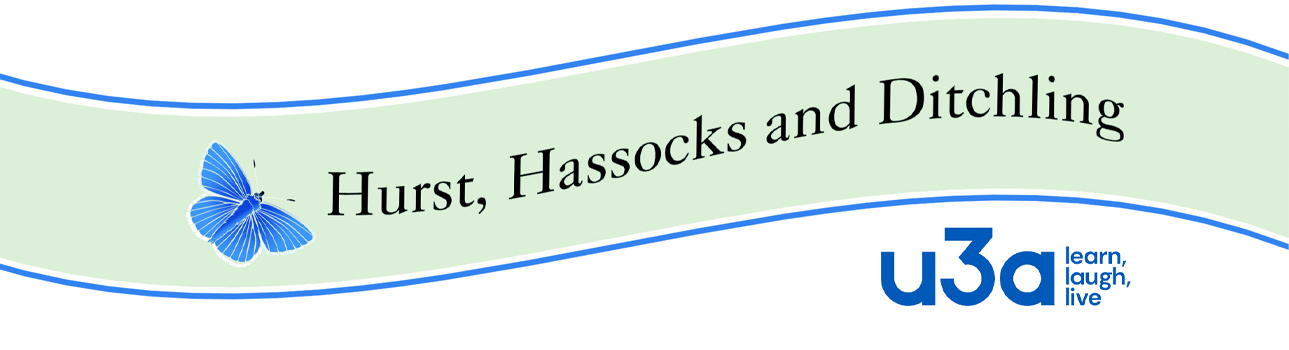 Hurst, Hassocks and Ditchling
u3a
learn,
laugh,
live